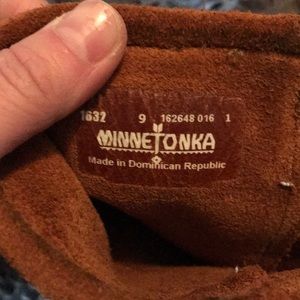 1632 9 162648 016 1
MINNETONKA
Made in Dominican Republic